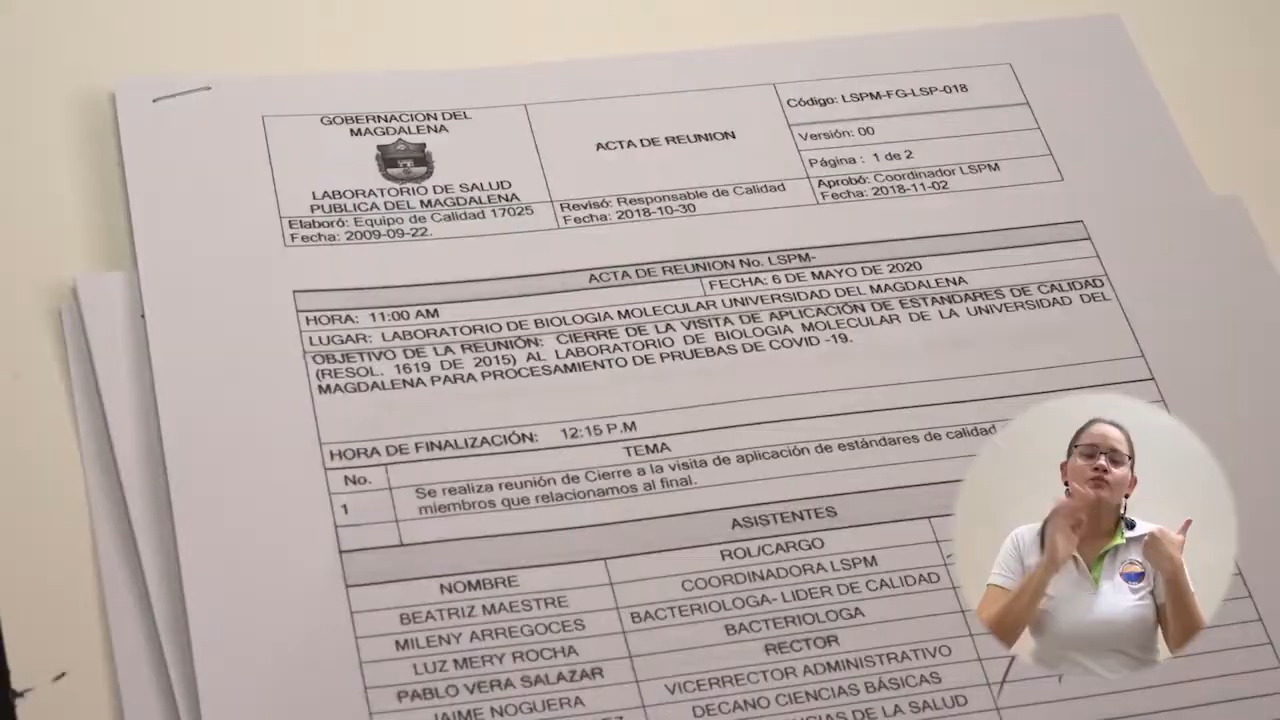 GOBERNACION DEL
MAGDALENA
LABORATORIO DE SALUD
PUBLICA DEL MAGDALENA
Elaboró: Equipo de Calidad 17025
Fecha: 2009-09-22.
ACTA DE REUNION
Revisó: Responsable de Calidad
Fecha: 2018-10-30
Código: LSPM-FG-LSP-018
Versión: 00
Página : 1 de 2
Aprobó: Coordinador LSPM
Fecha: 2018-11-02
ACTA DE REUNION No. LSPM-
HORA: 11:00 AM
FECHA: 6 DE MAYO DE 2020
LUGAR: LABORATORIO DE BIOLOGIA MOLECULAR UNIVERSIDAD DEL MAGDALENA
OBJETIVO DE LA REUNIÓN: CIERRE DE LA VISITA DE APLICACIÓN DE ESTANDARES DE CALIDAD
(RESOL. 1619 DE 2015) AL LABORATORIO DE BIOLOGIA MOLECULAR DE LA UNIVERSIDAD DEL
MAGDALENA PARA PROCESAMIENTO DE PRUEBAS DE COVID -19.
HORA DE FINALIZACIÓN: 12:15 P.M
No. TEMA
1 Se realiza reunión de Cierre a la visita de aplicación de estándares de calidad
miembros que relacionamos al final.
ASISTENTES
NOMBRE ROL/CARGO
BEATRIZ MAESTRE COORDINADORA LSPM
MILENY ARREGOCES BACTERIOLOGA- LIDER DE CALIDAD
LUZ MERY ROCHA BACTERIOLOGA
PABLO VERA SALAZAR RECTOR
JAIME NOGUERA VICERRECTOR ADMINISTRATIVO
DECANO CIENCIAS BÁSICAS
DE LA SALUD